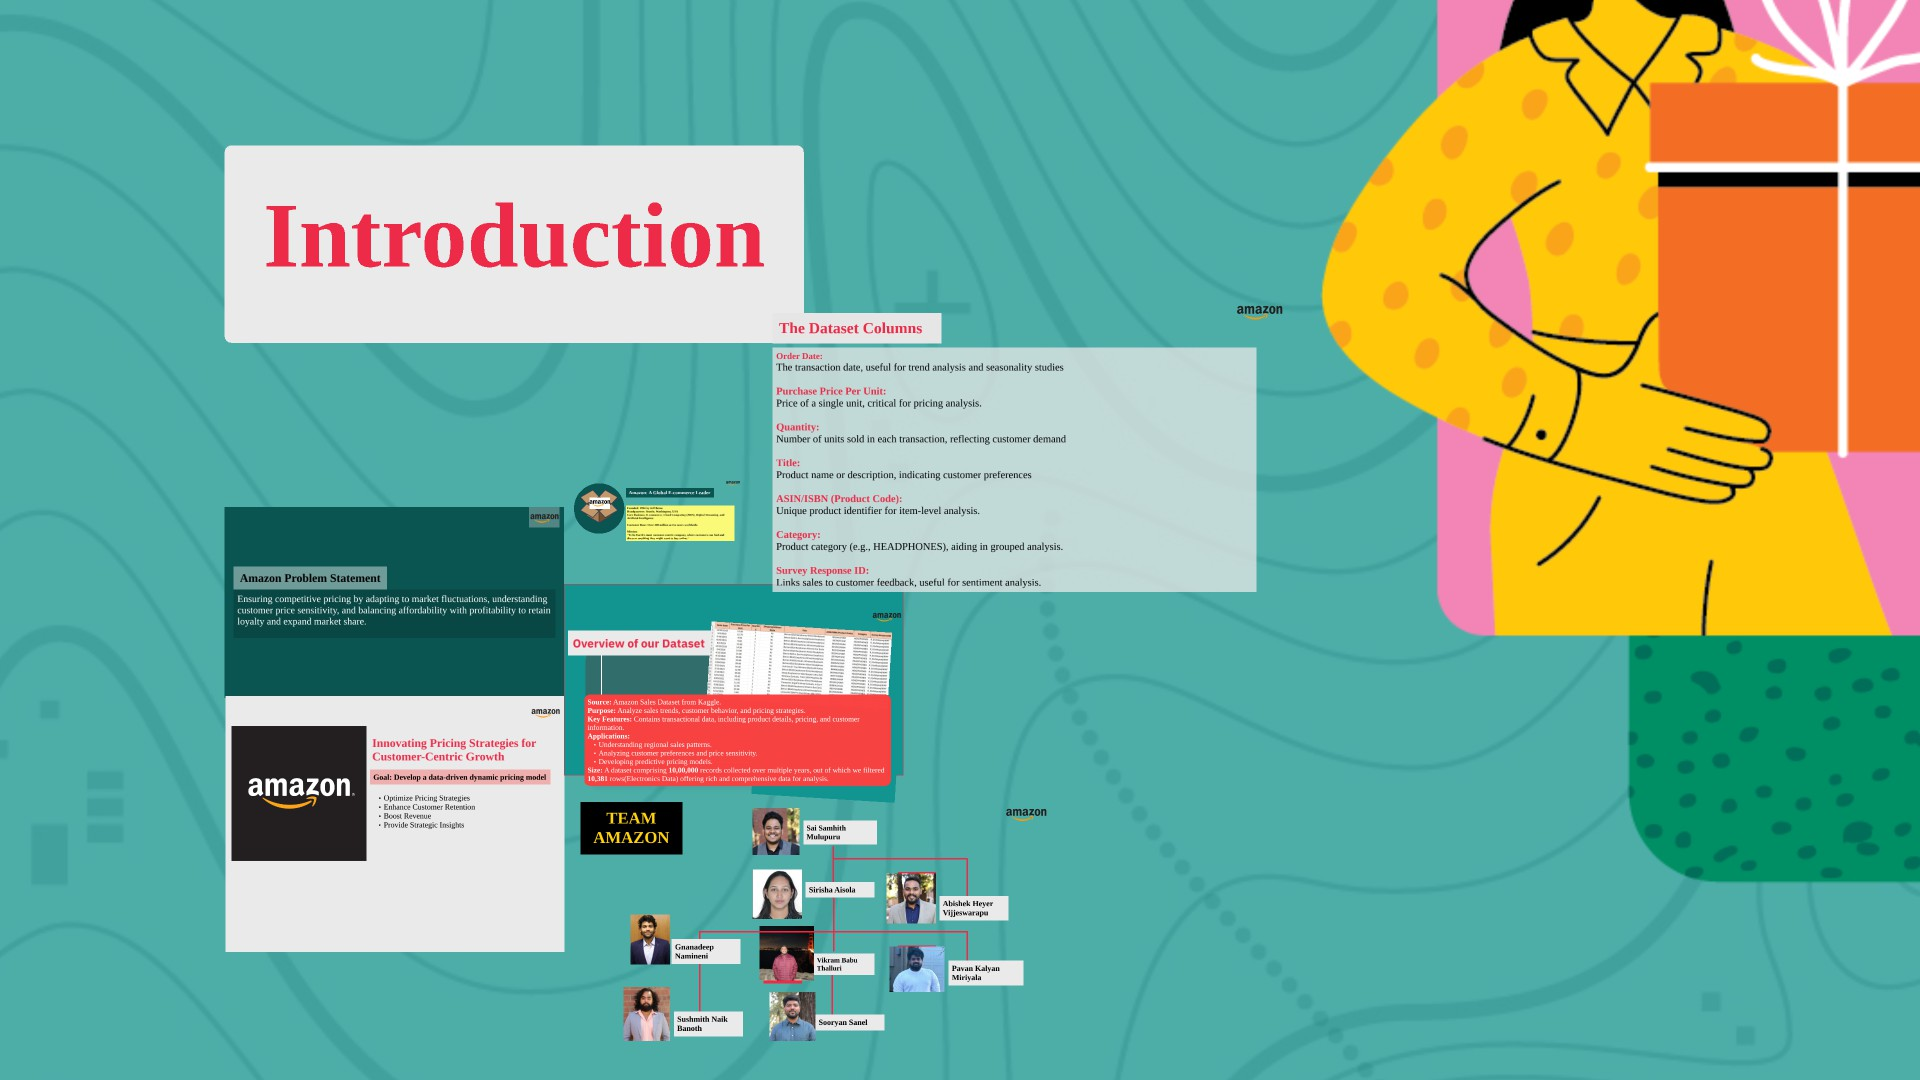 Introduction
amazon
The Dataset Columns
Order Date:
The transaction date, useful for trend analysis and seasonality studies
Purchase Price Per Unit:
Price of a single unit, critical for pricing analysis.
Quantity:
Number of units sold in each transaction, reflecting customer demand
Title:
Product name or description, indicating customer preferences
ASIN/ISBN (Product Code):
Unique product identifier for item-level analysis.
Category:
Product category (e.g., HEADPHONES), aiding in grouped analysis.
Survey Response ID:
Links sales to customer feedback, useful for sentiment analysis.
amazon
amazon
Amazon: A Global E-commerce Leader
amazon
Amazon Problem Statement
Ensuring competitive pricing by adapting to market fluctuations, understanding
customer price sensitivity, and balancing affordability with profitability to retain
loyalty and expand market share.
amazon
Overview of our Dataset
Source: Amazon Sales Dataset from Kaggle.
Purpose: Analyze sales trends, customer behavior, and pricing strategies.
Key Features: Contains transactional data, including product details, pricing, and customer
information.
Applications:
• Understanding regional sales patterns.
• Analyzing customer preferences and price sensitivity.
• Developing predictive pricing models.
Size: A dataset comprising 10,00,000 records collected over multiple years, out of which we filtered
10,381 rows(Electronics Data) offering rich and comprehensive data for analysis.
amazon
amazon
Innovating Pricing Strategies for
Customer-Centric Growth
Goal: Develop a data-driven dynamic pricing model
• Optimize Pricing Strategies
• Enhance Customer Retention
• Boost Revenue
• Provide Strategic Insights
TEAM
AMAZON
amazon
Sai Samhith
Mulupuru
Sirisha Aisola
Abishek Heyer
Vijjeswarapu
Gnanadeep
Namineni
Vikram Babu
Thalluri
Pavan Kalyan
Miriyala
Sushmith Naik
Banoth
Sooryan Sanel